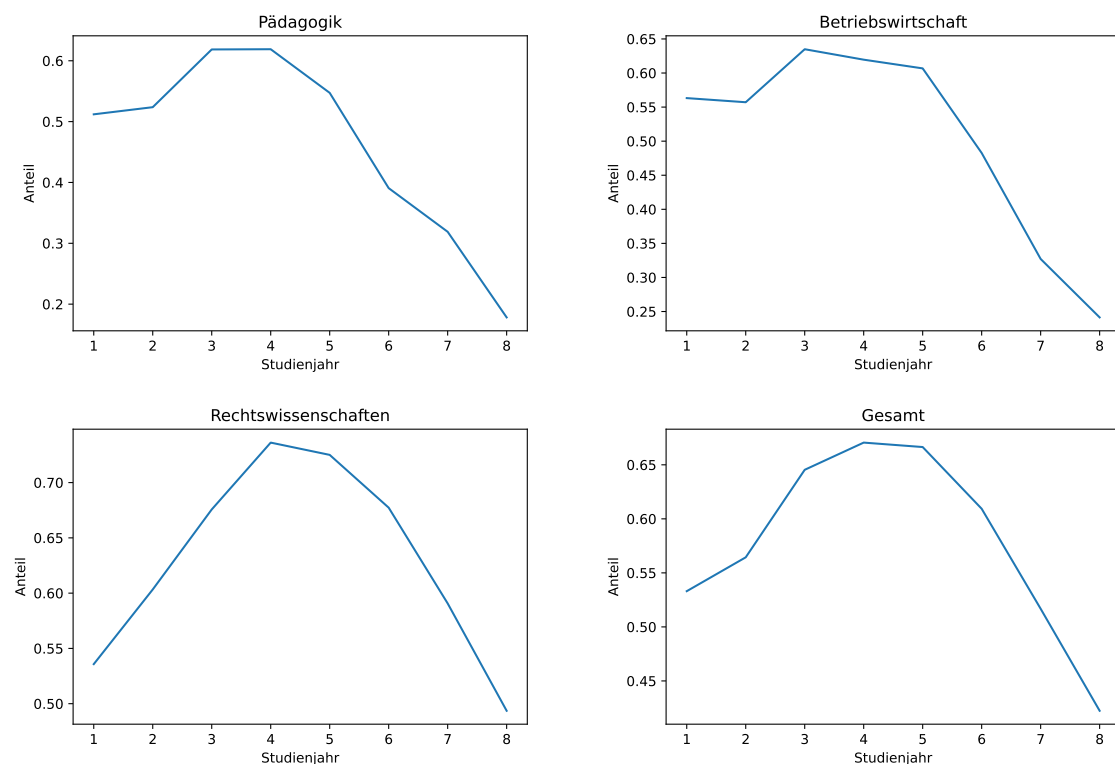 Pädagogik
0.6
0.5
0.4
0.3
0.2
Anteil
1 2 3 4 5 6 7 8
Studienjahr
Betriebswirtschaft
0.65
0.60
0.55
0.50
0.45
0.40
0.35
0.30
0.25
Anteil
1 2 3 4 5 6 7 8
Studienjahr
Rechtswissenschaften
0.70
0.65
0.60
0.55
0.50
Anteil
1 2 3 4 5 6 7 8
Studienjahr
Gesamt
0.65
0.60
0.55
0.50
0.45
Anteil
1 2 3 4 5 6 7 8
Studienjahr